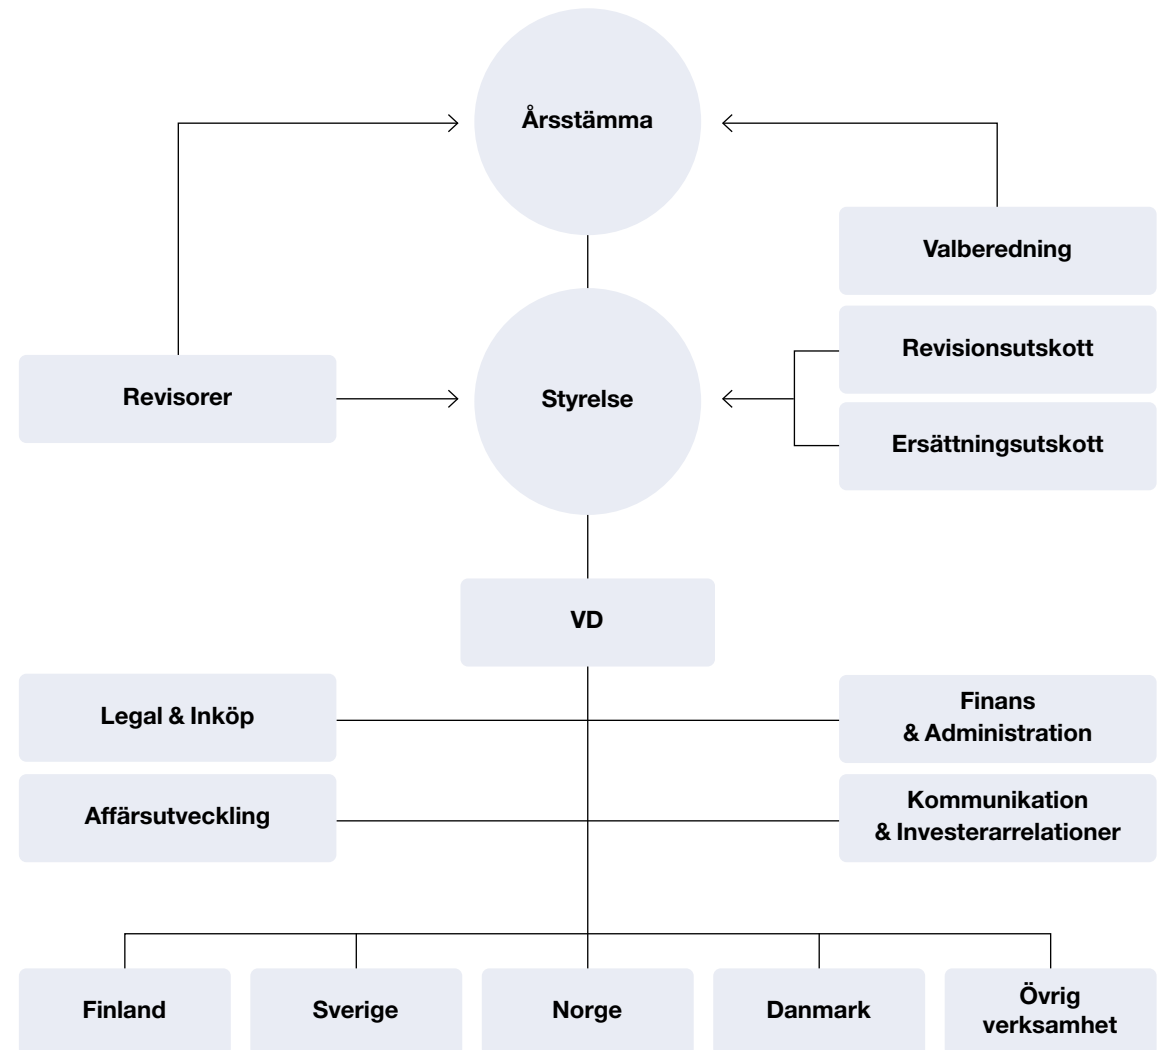 Årsstämma
Valberedning
Revisionsutskott
Revisorer
Styrelse
Ersättningsutskott
VD
Legal & Inköp
Finans
& Administration
Affärsutveckling
Kommunikation
& Investerarrelationer
Finland
Sverige
Norge
Danmark
Övrig
verksamhet